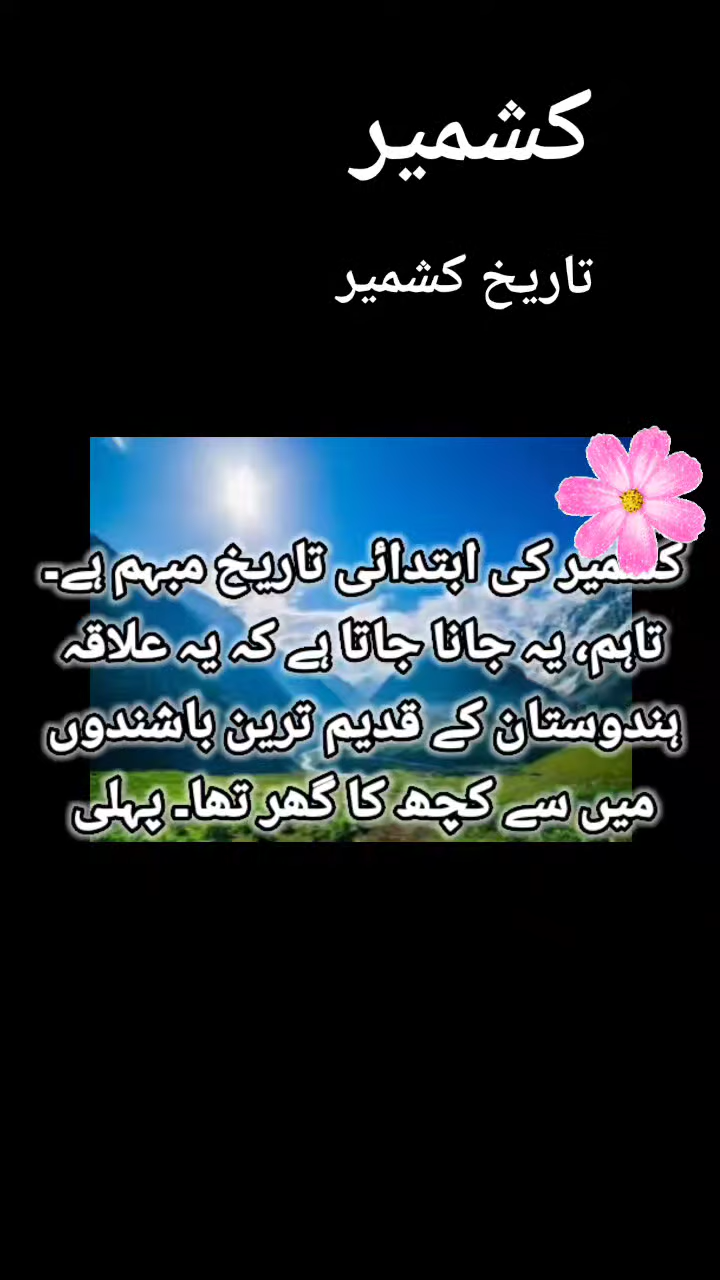 کشمیر
تاریخ کشمیر
کشمیر کی ابتدائی تاریخ مبہم ہے۔
تاہم، یہ جانا جاتا ہے کہ یہ علاقہ
ہندوستان کے قدیم ترین باشندوں
میں سے کچھ کا گھر تھا۔ پہلی